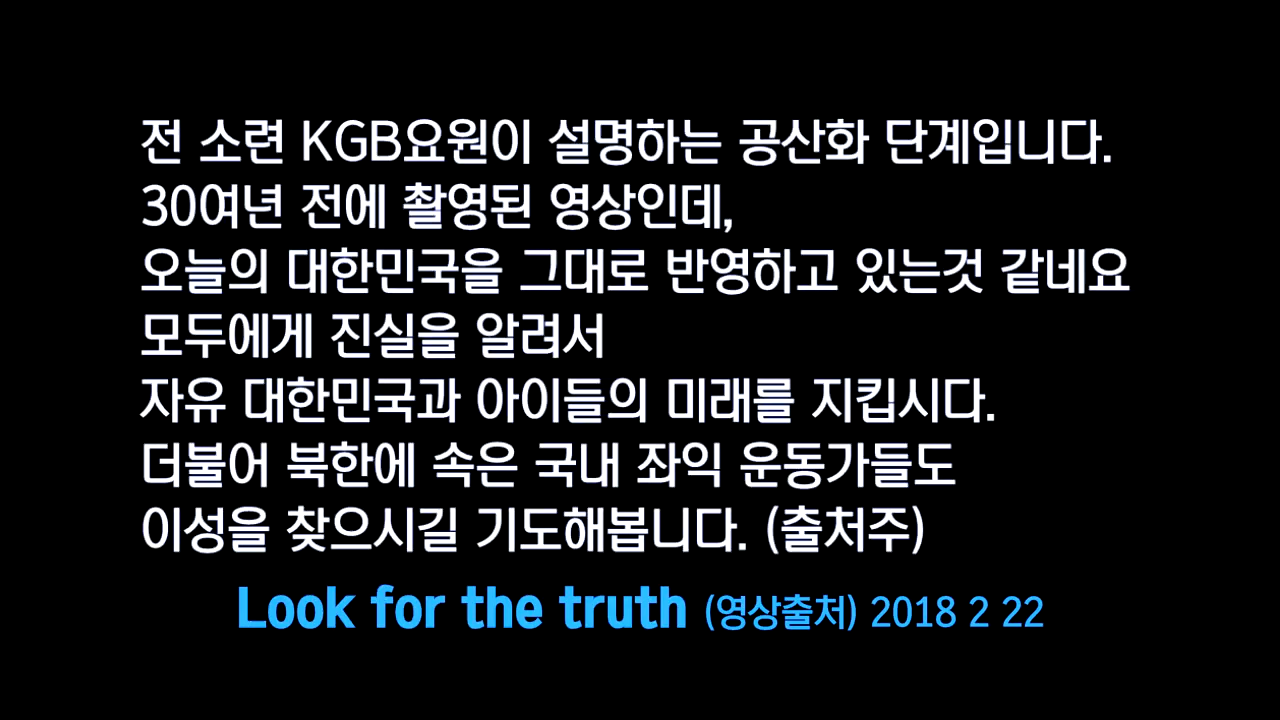 전 소련 KGB요원이 설명하는 공산화 단계입니다.
30여년 전에 촬영된 영상인데,
오늘의 대한민국을 그대로 반영하고 있는것 같네요
모두에게 진실을 알려서
자유 대한민국과 아이들의 미래를 지킵시다.
더불어 북한에 속은 국내 좌익 운동가들도
이성을 찾으시길 기도해봅니다. (출처주)
Look for the truth (영상출처) 2018 2 22